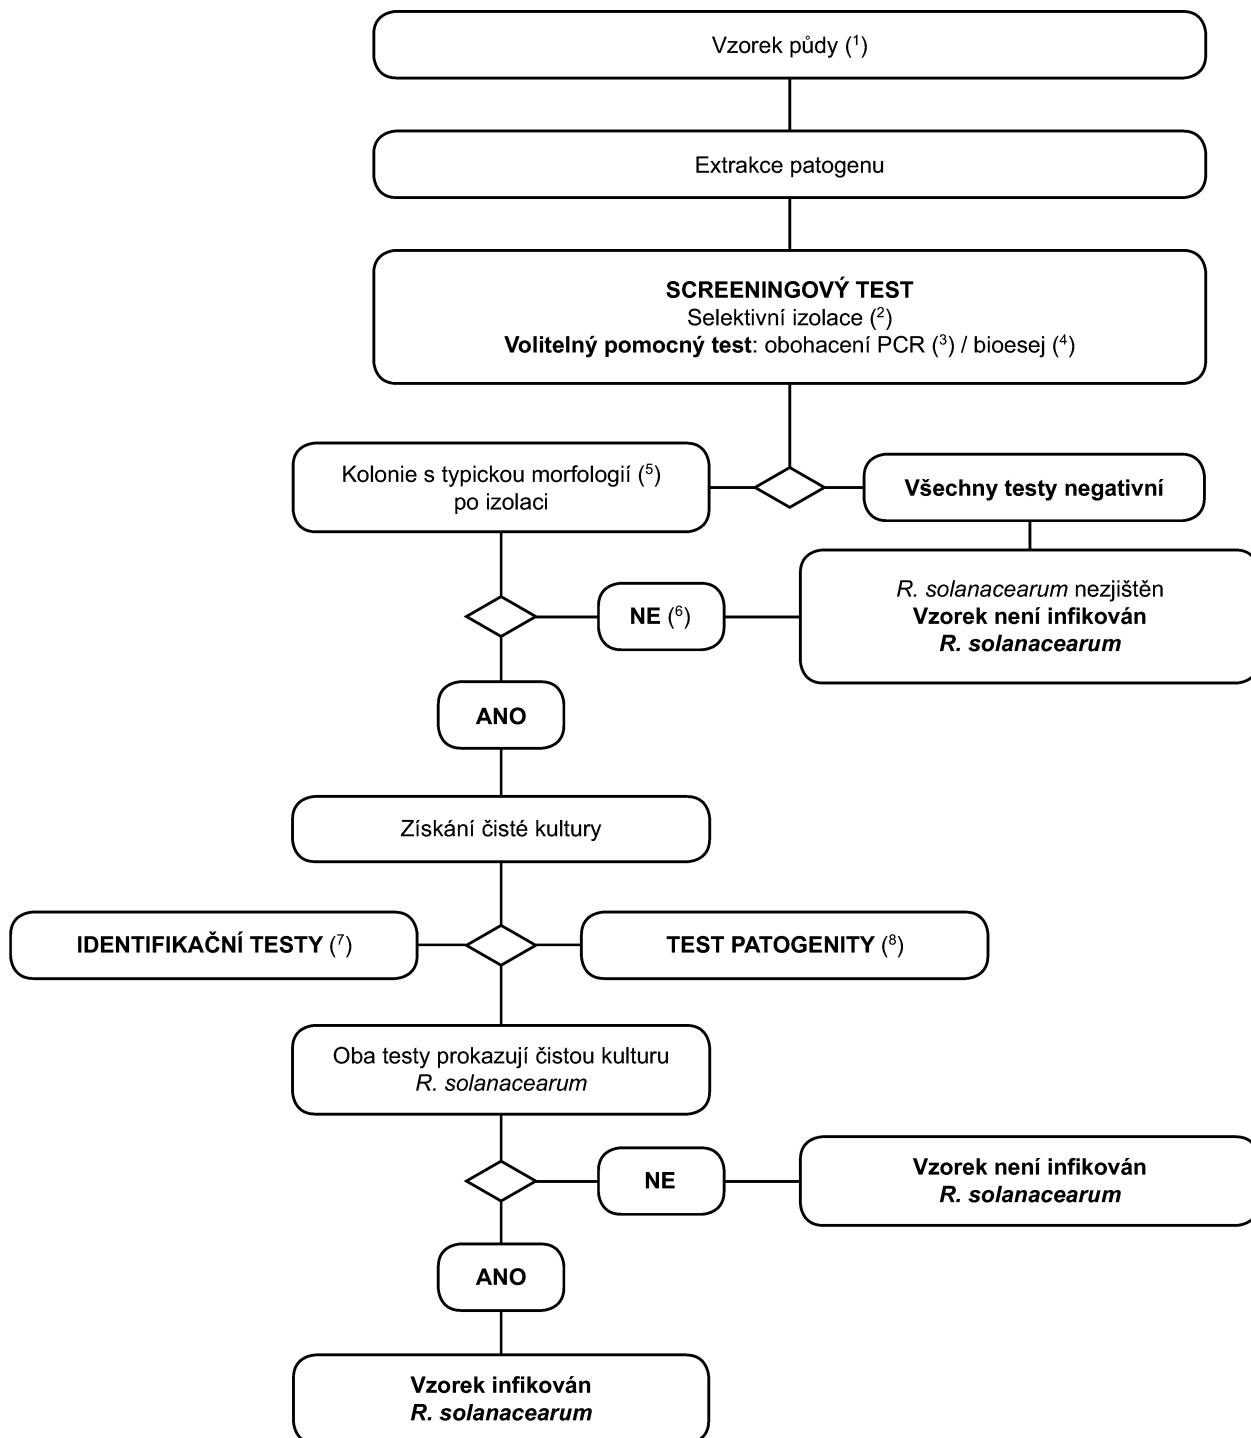 Vzorek půdy (¹)
Extrakce patogenu
SCREENINGOVÝ TEST
Selektivní izolace (²)
Volitelný pomocný test: obohacení PCR (³) / bioesej (⁴)
Kolonie s typickou morfologií (⁵)
po izolaci
Všechny testy negativní
NE (⁶)
R. solanacearum nezjištěn
Vzorek není infikován
R. solanacearum
ANO
Získání čisté kultury
IDENTIFIKAČNÍ TESTY (⁷)
TEST PATOGENITY (⁸)
Oba testy prokazují čistou kulturu
R. solanacearum
NE
Vzorek není infikován
R. solanacearum
ANO
Vzorek infikován
R. solanacearum